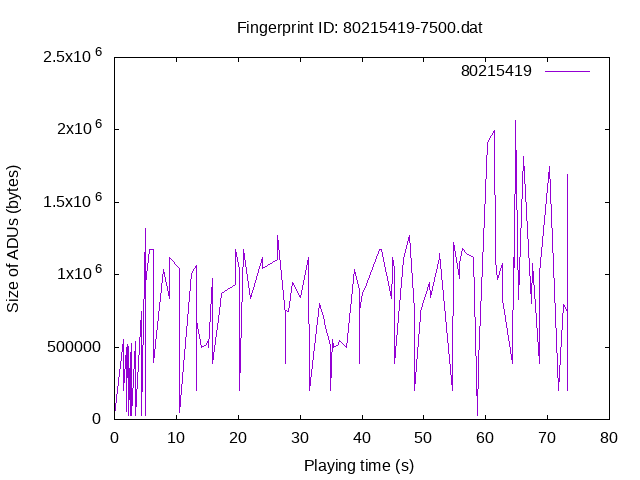 Fingerprint ID: 80215419-7500.dat
2.5x10 6
80215419
2x10 6
1.5x10 6
1x10 6
500000
0
0 10 20 30 40 50 60 70 80
Size of ADUs (bytes)
Playing time (s)